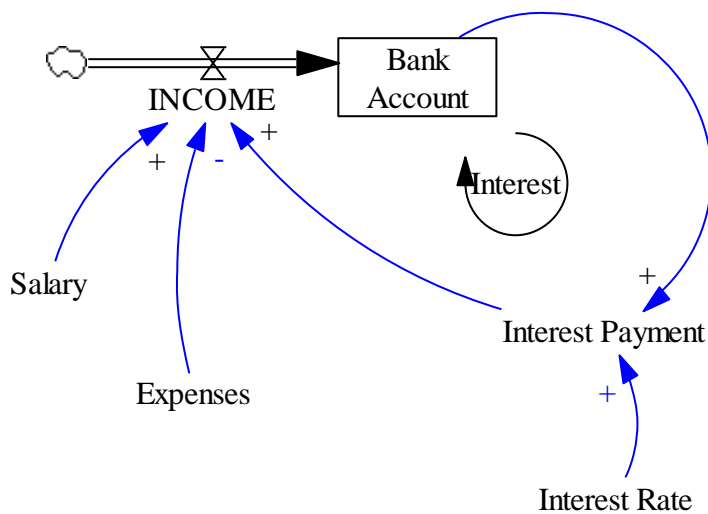 Bank
Account
INCOME
+
+
-
+
Interest
Salary
+
Interest Payment
Expenses
+
Interest Rate